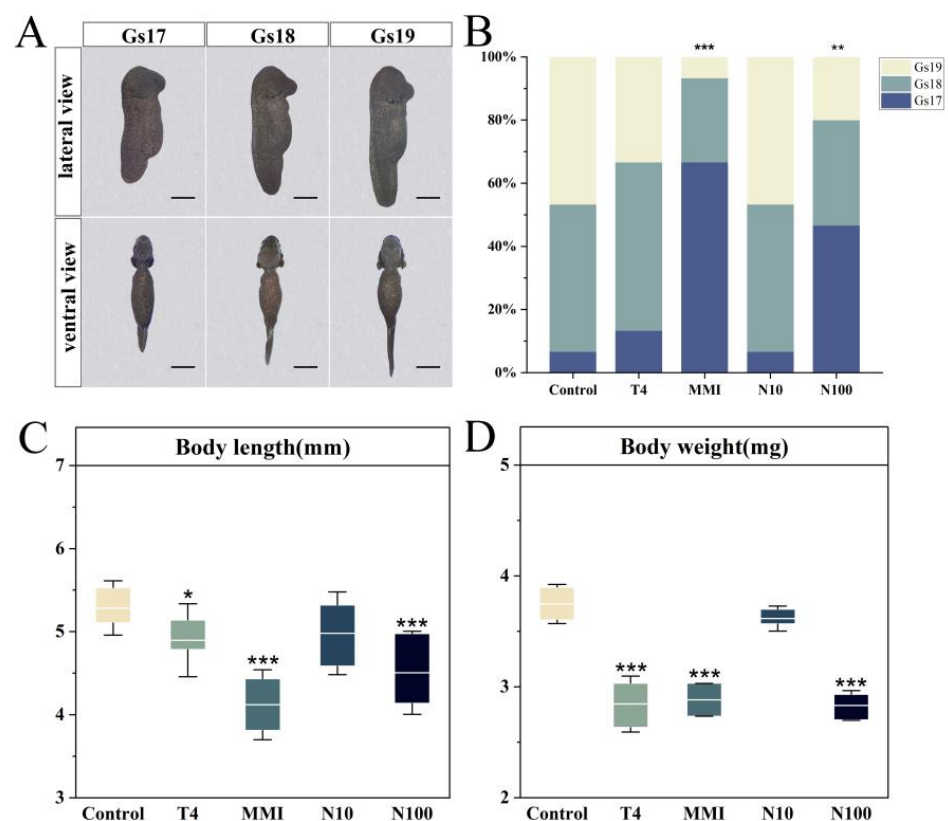 A
Gs17 Gs18 Gs19
lateral view
ventral view
B
*** **
100%
80%
60%
40%
20%
0%
Gs19
Gs18
Gs17
Control T4 MMI N10 N100
C
Body length(mm)
7
6
5
4
3
* *** ***
Control T4 MMI N10 N100
D
Body weight(mg)
5
4
3
2
*** *** ***
Control T4 MMI N10 N100